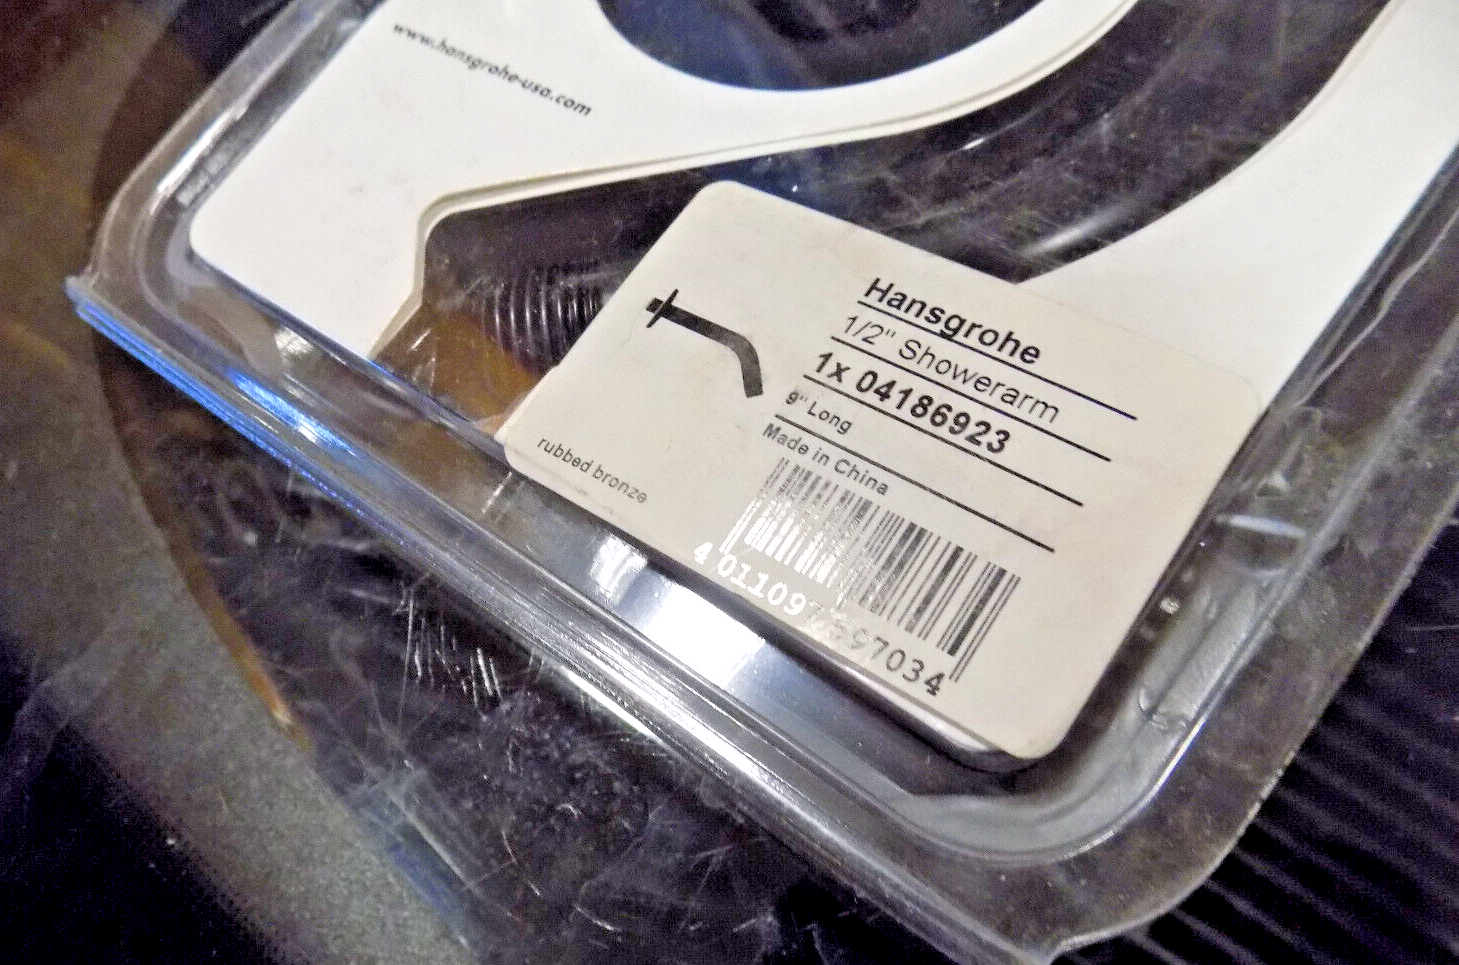 www.hansgrohe-usa.com
Hansgrohe
1/2" Showerarm
1x 04186923
9" Long
Made in China
rubbed bronze